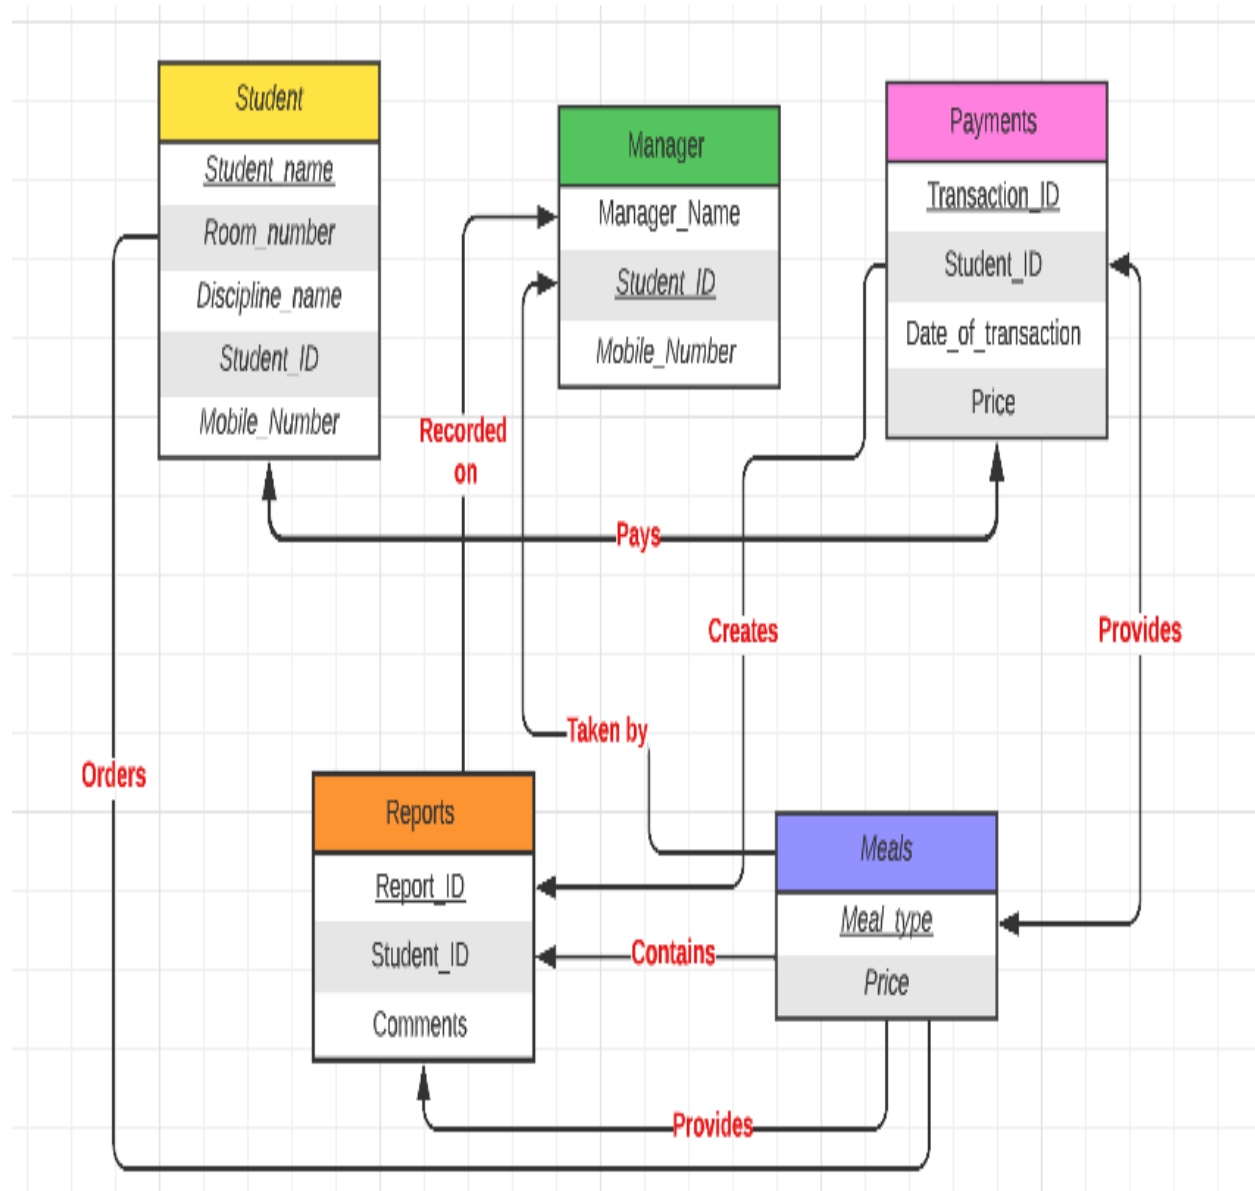 Student
Student_name
Room_number
Discipline_name
Student_ID
Mobile_Number
Manager
Manager_Name
Student_ID
Mobile_Number
Payments
Transaction_ID
Student_ID
Date_of_transaction
Price
Recorded
on
Pays
Creates
Provides
Taken by
Orders
Reports
Report_ID
Student_ID
Comments
Meals
Meal_type
Price
Contains
Provides